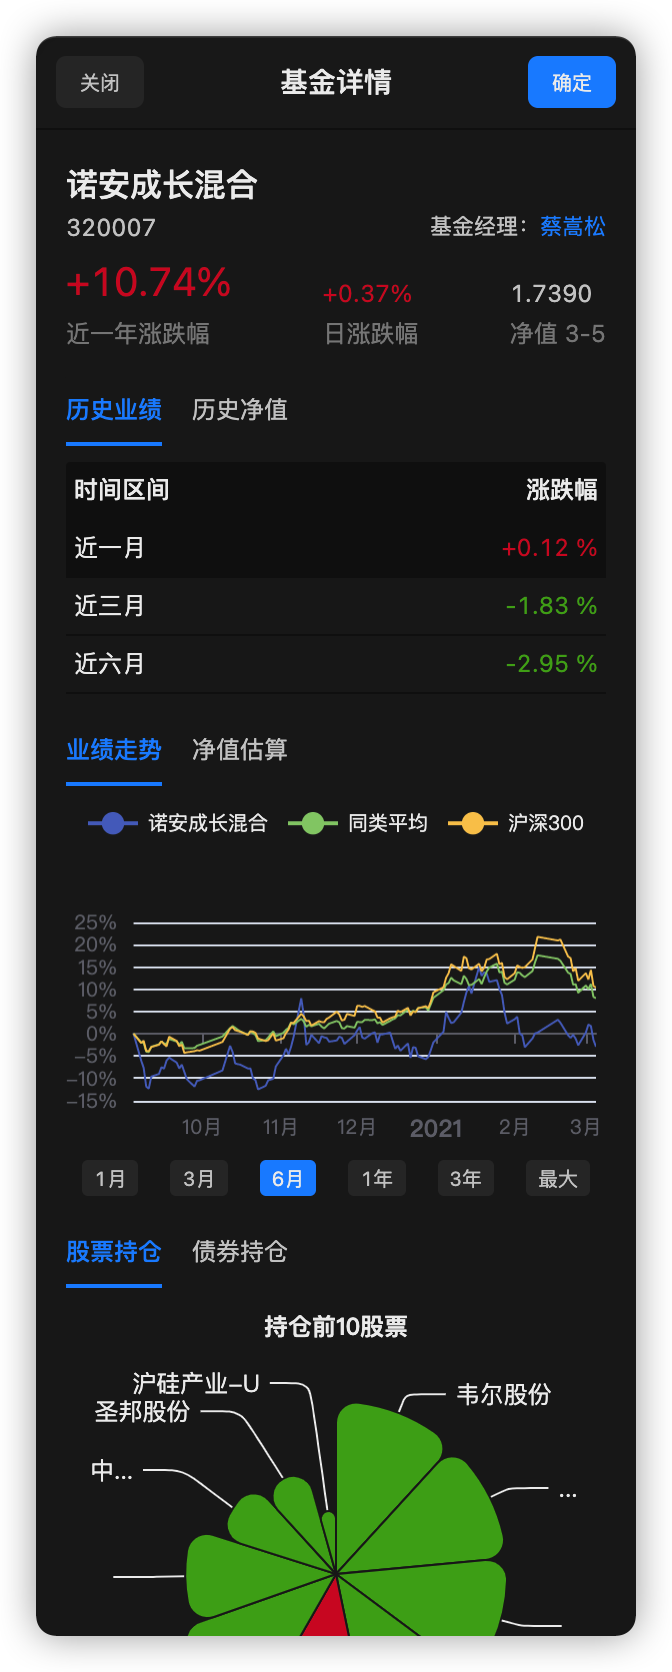 关闭 基金详情 确定
诺安成长混合
320007 基金经理：蔡嵩松
+10.74% +0.37% 1.7390
近一年涨跌幅 日涨跌幅 净值 3-5
历史业绩 历史净值
时间区间 涨跌幅
近一月 +0.12 %
近三月 -1.83 %
近六月 -2.95 %
业绩走势 净值估算
诺安成长混合 同类平均 沪深300
25%
20%
15%
10%
5%
0%
-5%
-10%
-15%
10月 11月 12月 2021 2月 3月
1月 3月 6月 1年 3年 最大
股票持仓 债券持仓
持仓前10股票
沪硅产业-U 韦尔股份
圣邦股份
中...
...